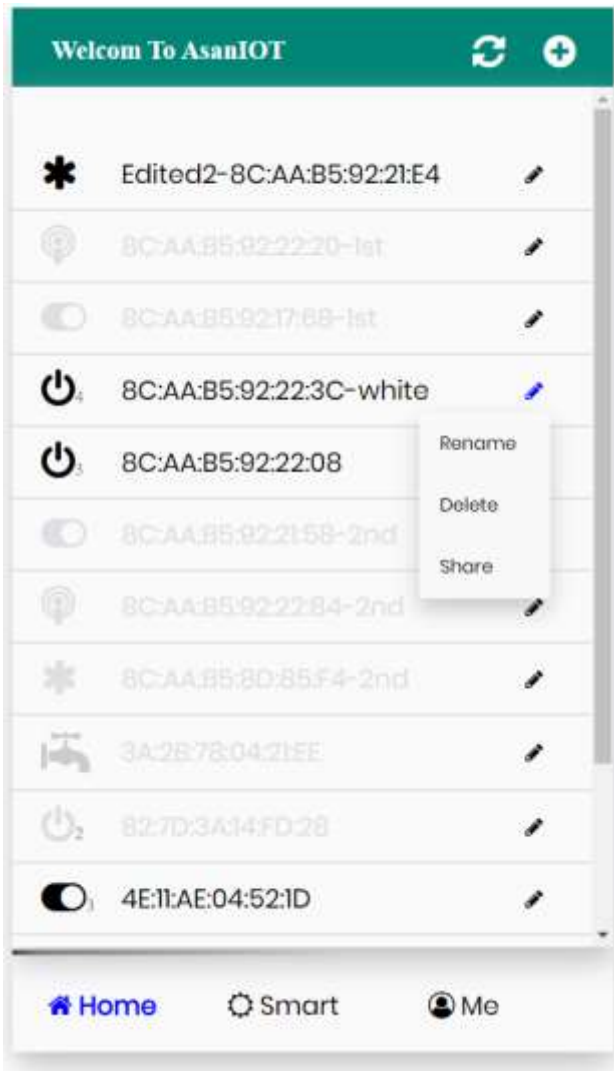 Welcom To AsanIOT
Edited2-8C:AA:B5:92:21:E4
8C:AA:B5:92:22:20-1st
8C:AA:B5:92:17:68-1st
4 8C:AA:B5:92:22:3C-white
Rename
3 8C:AA:B5:92:22:08
Delete
8C:AA:B5:92:21:58-2nd
Share
8C:AA:B5:92:22:84-2nd
8C:AA:B5:8D:85:F4-2nd
3A:2B:78:04:21:EE
2 82:7D:3A:14:FD:28
3 4E:11:AE:04:52:1D
Home Smart Me